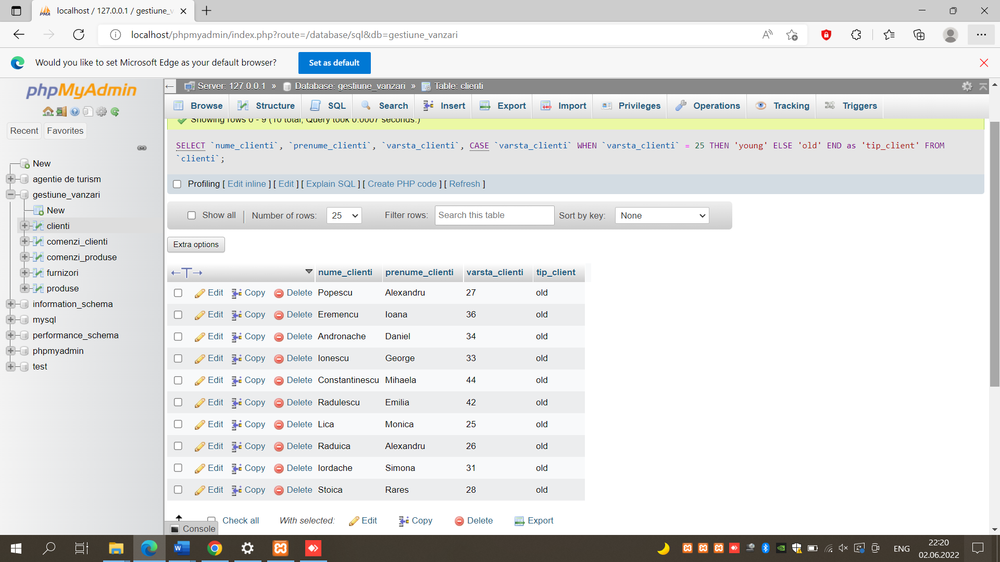 localhost / 127.0.0.1 / gestiune_v
localhost/phpmyadmin/index.php?route=/database/sql&db=gestiune_vanzari
Would you like to set Microsoft Edge as your default browser? Set as default
phpMyAdmin
Recent Favorites
New
agentie de turism
gestiune_vanzari
New
clienti
comenzi_clienti
comenzi_produse
furnizori
produse
information_schema
mysql
performance_schema
phpmyadmin
test
Server: 127.0.0.1 » Database: gestiune_vanzari » Table: clienti
Browse Structure SQL Search Insert Export Import Privileges Operations Tracking Triggers
Showing rows 0 - 9 (10 total, Query took 0.0007 seconds.)
SELECT `nume_clienti`, `prenume_clienti`, `varsta_clienti`, CASE `varsta_clienti` WHEN `varsta_clienti` = 25 THEN 'young' ELSE 'old' END as 'tip_client' FROM
`clienti`;
Profiling [ Edit inline ] [ Edit ] [ Explain SQL ] [ Create PHP code ] [ Refresh ]
Show all Number of rows: 25 Filter rows: Search this table Sort by key: None
Extra options
nume_clienti prenume_clienti varsta_clienti tip_client
Edit Copy Delete Popescu Alexandru 27 old
Edit Copy Delete Eremencu Ioana 36 old
Edit Copy Delete Andronache Daniel 34 old
Edit Copy Delete Ionescu George 33 old
Edit Copy Delete Constantinescu Mihaela 44 old
Edit Copy Delete Radulescu Emilia 42 old
Edit Copy Delete Lica Monica 25 old
Edit Copy Delete Raduica Alexandru 26 old
Edit Copy Delete Iordache Simona 31 old
Edit Copy Delete Stoica Rares 28 old
Check all With selected: Edit Copy Delete Export
Console
ENG
22:20
02.06.2022